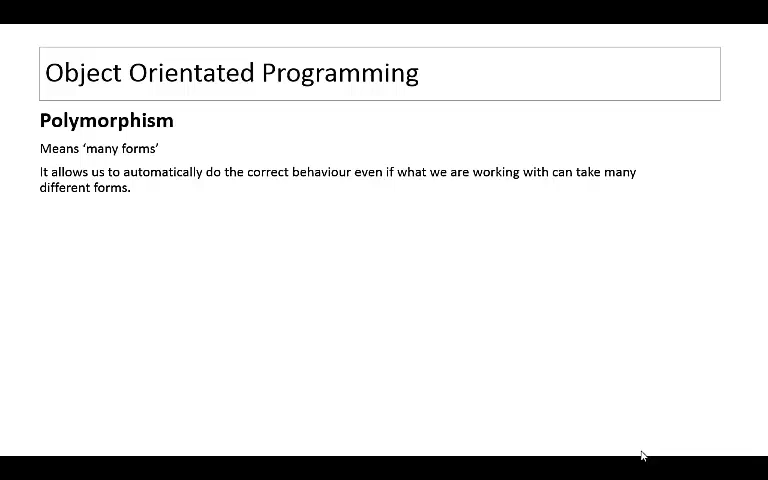 Object Orientated Programming
Polymorphism
Means ‘many forms’
It allows us to automatically do the correct behaviour even if what we are working with can take many
different forms.